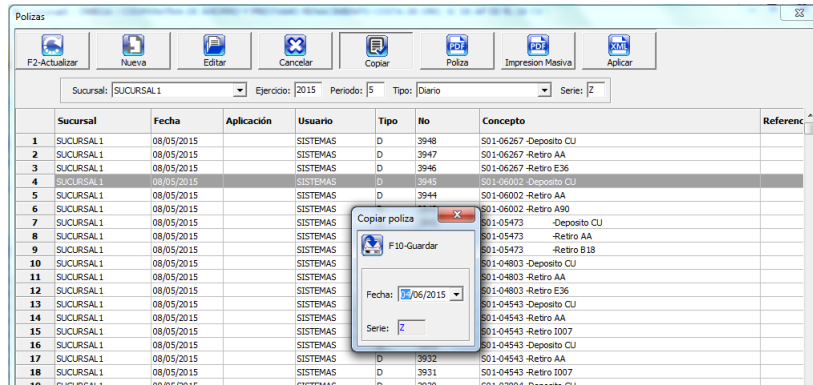 Polizas
F2-Actualizar Nueva Editar Cancelar Copiar PDF Poliza PDF Impresion Masiva XML Aplicar
Sucursal: SUCURSAL1 Ejercicio: 2015 Periodo: 5 Tipo: Diario Serie: Z
Sucursal Fecha Aplicación Usuario Tipo No Concepto Referenc
1 SUCURSAL1 08/05/2015 SISTEMAS D 3948 S01-06267 -Deposito CU
2 SUCURSAL1 08/05/2015 SISTEMAS D 3947 S01-06267 -Retiro AA
3 SUCURSAL1 08/05/2015 SISTEMAS D 3946 S01-06267 -Retiro E36
4 SUCURSAL1 08/05/2015 SISTEMAS D 3945 S01-06002 -Deposito CU
5 SUCURSAL1 08/05/2015 SISTEMAS D 3944 S01-06002 -Retiro AA
6 SUCURSAL1 08/05/2015 SISTEMAS S01-06002 -Retiro A90
7 SUCURSAL1 08/05/2015 SISTEMAS S01-05473 -Deposito CU
8 SUCURSAL1 08/05/2015 SISTEMAS S01-05473 -Retiro AA
9 SUCURSAL1 08/05/2015 SISTEMAS S01-05473 -Retiro B18
10 SUCURSAL1 08/05/2015 SISTEMAS S01-04803 -Deposito CU
11 SUCURSAL1 08/05/2015 SISTEMAS S01-04803 -Retiro AA
12 SUCURSAL1 08/05/2015 SISTEMAS S01-04803 -Retiro E36
13 SUCURSAL1 08/05/2015 SISTEMAS S01-04543 -Deposito CU
14 SUCURSAL1 08/05/2015 SISTEMAS S01-04543 -Retiro AA
15 SUCURSAL1 08/05/2015 SISTEMAS S01-04543 -Retiro I007
16 SUCURSAL1 08/05/2015 SISTEMAS S01-04543 -Deposito CU
17 SUCURSAL1 08/05/2015 SISTEMAS D 3932 S01-04543 -Retiro AA
18 SUCURSAL1 08/05/2015 SISTEMAS D 3931 S01-04543 -Retiro I007
Copiar poliza
F10-Guardar
Fecha: 04/06/2015
Serie: Z